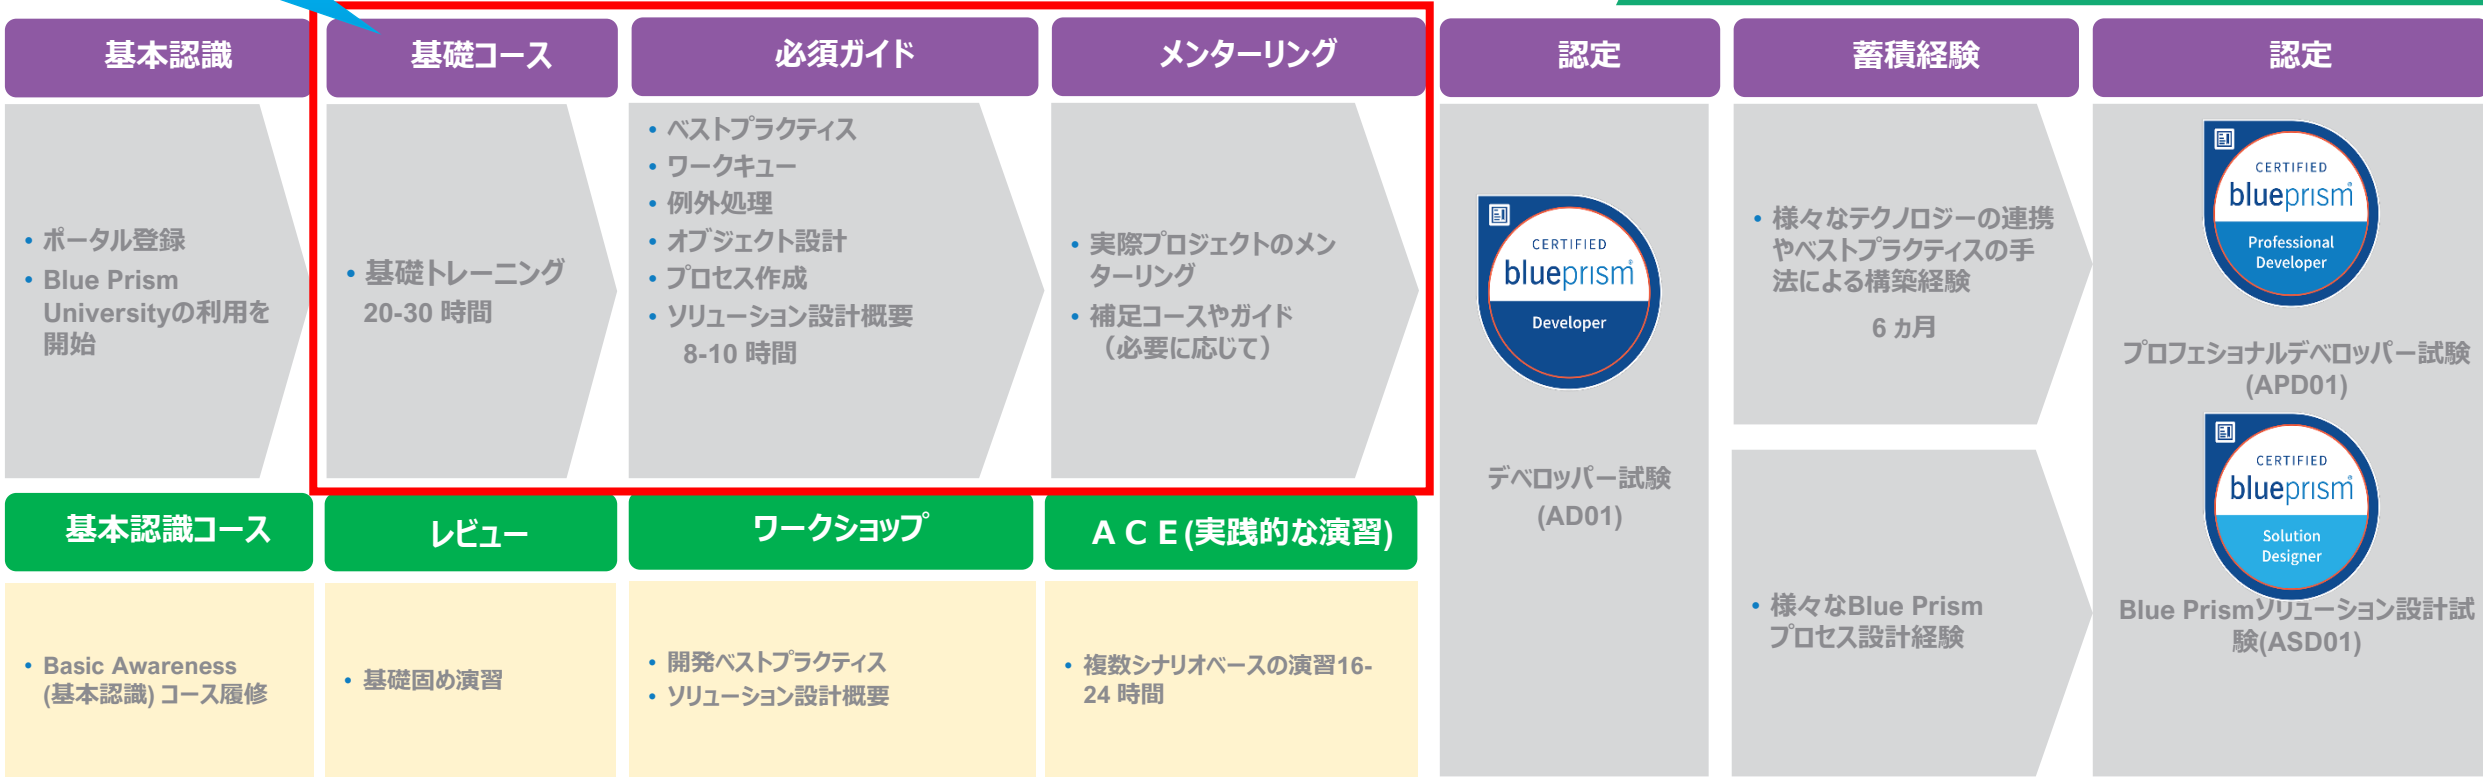 基本認識
基礎コース
必須ガイド
メンターリング
認定
蓄積経験
認定
• ポータル登録
• Blue Prism
Universityの利用を
開始
• 基礎トレーニング
20-30 時間
• ベストプラクティス
• ワークキュー
• 例外処理
• オブジェクト設計
• プロセス作成
• ソリューション設計概要
8-10 時間
• 実際プロジェクトのメン
ターリング
• 補足コースやガイド
（必要に応じて）
CERTIFIED
blueprism
Developer
デベロッパー試験
(AD01)
• 様々なテクノロジーの連携
やベストプラクティスの手
法による構築経験
6 ヵ月
• 様々なBlue Prism
プロセス設計経験
CERTIFIED
blueprism
Professional
Developer
プロフェショナルデベロッパー試験
(APD01)
CERTIFIED
blueprism
Solution
Designer
Blue Prismソリューション設計試
験(ASD01)
基本認識コース
レビュー
ワークショップ
ＡＣＥ(実践的な演習)
• Basic Awareness
(基本認識) コース履修
• 基礎固め演習
• 開発ベストプラクティス
• ソリューション設計概要
• 複数シナリオベースの演習16-
24 時間